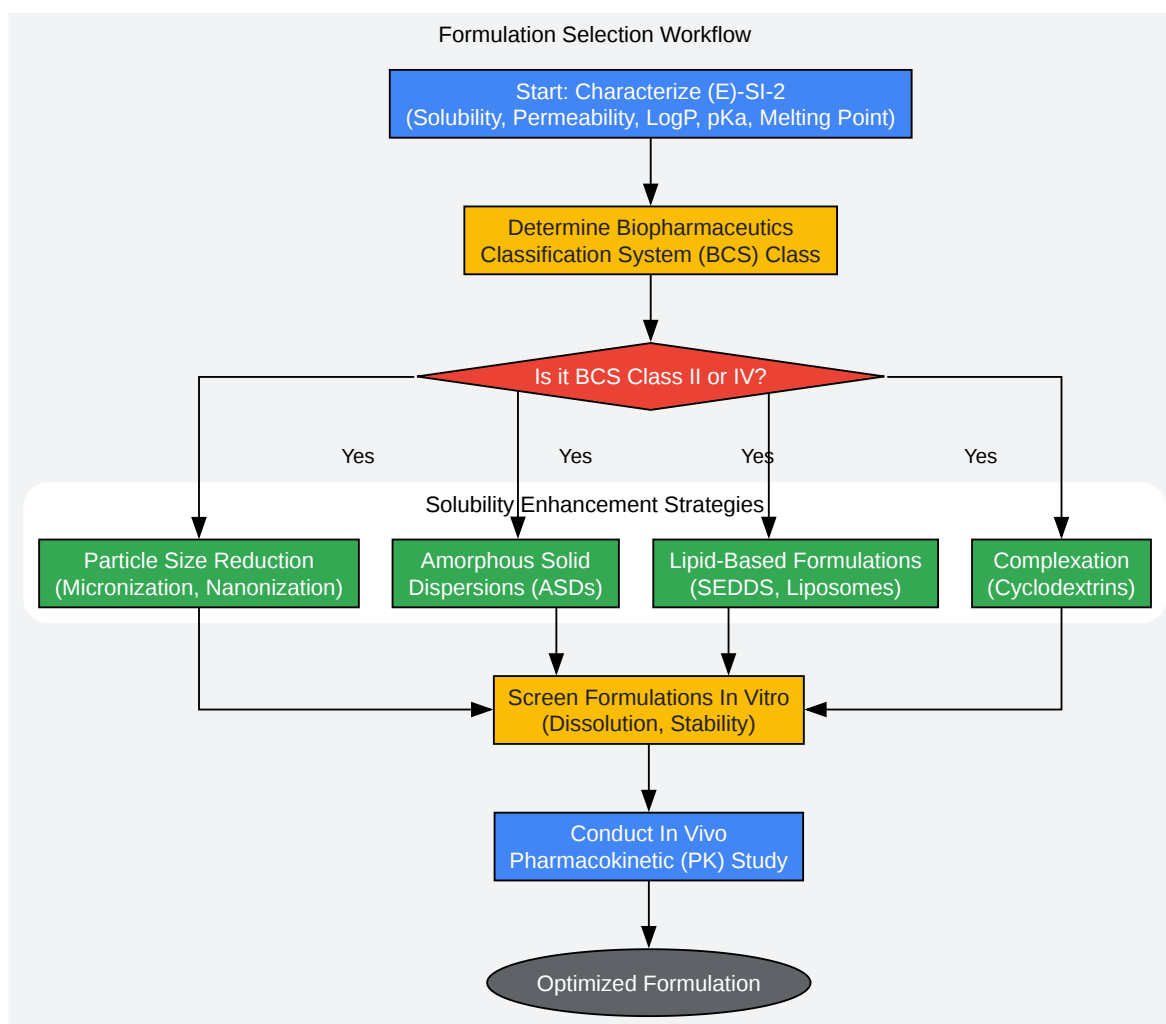 Formulation Selection Workflow
Start: Characterize (E)-SI-2
(Solubility, Permeability, LogP, pKa, Melting Point)
Determine Biopharmaceutics
Classification System (BCS) Class
Is it BCS Class II or IV?
Yes
Yes
Yes
Yes
Solubility Enhancement Strategies
Particle Size Reduction
(Micronization, Nanonization)
Amorphous Solid
Dispersions (ASDs)
Lipid-Based Formulations
(SEDDS, Liposomes)
Complexation
(Cyclodextrins)
Screen Formulations In Vitro
(Dissolution, Stability)
Conduct In Vivo
Pharmacokinetic (PK) Study
Optimized Formulation